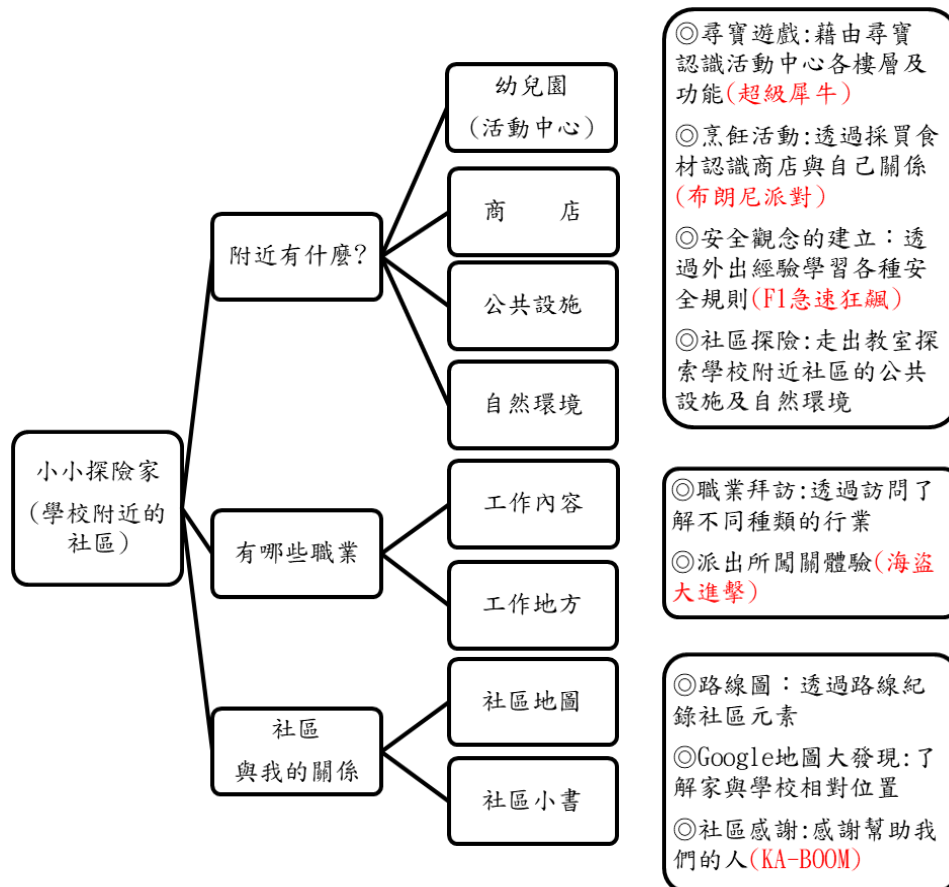 小小探險家
(學校附近的
社區)
附近有什麼?
幼兒園
(活動中心)
商 店
公共設施
自然環境
◎尋寶遊戲:藉由尋寶
認識活動中心各樓層及
功能(超級犀牛)
◎烹飪活動:透過採買食
材認識商店與自己關係
(布朗尼派對)
◎安全觀念的建立：透
過外出經驗學習各種安
全規則(F1急速狂飆)
◎社區探險:走出教室探
索學校附近社區的公共
設施及自然環境
有哪些職業
工作內容
工作地方
◎職業拜訪:透過訪問了
解不同種類的行業
◎派出所闖關體驗(海盜
大進擊)
社區
與我的關係
社區地圖
社區小書
◎路線圖：透過路線紀
錄社區元素
◎Google地圖大發現:了
解家與學校相對位置
◎社區感謝:感謝幫助我
們的人(KA-BOOM)